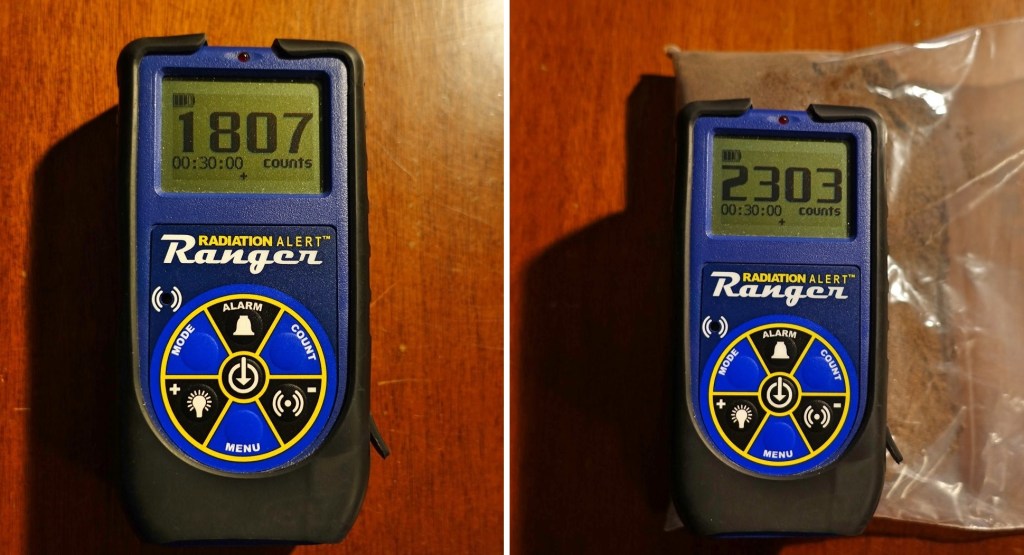 1807
00:30:00 counts
+
RADIATION ALERT™
Ranger
ALARM
MODE
COUNT
+
-
MENU
2303
00:30:00 counts
+
RADIATION ALERT™
Ranger
ALARM
MODE
COUNT
+
-
MENU